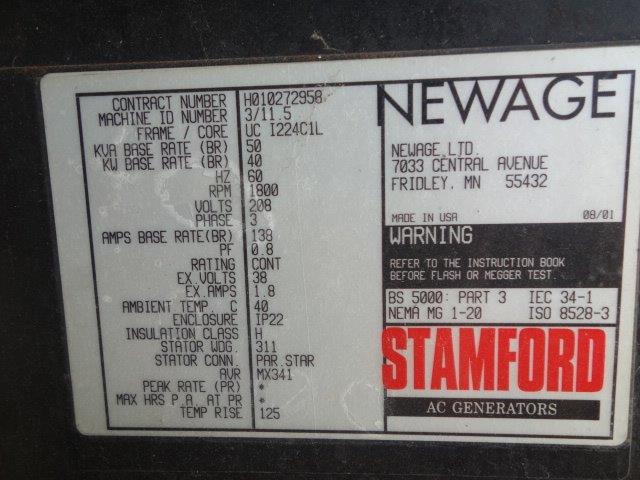 CONTRACT NUMBER H010272958
MACHINE ID NUMBER 3/11.5
FRAME / CORE UC I224C1L
KVA BASE RATE (BR) 50
KW BASE RATE (BR) 40
HZ 60
RPM 1800
VOLTS 208
PHASE 3
AMPS BASE RATE(BR) 138
PF 0.8
RATING CONT
EX.VOLTS 38
EX.AMPS 1.8
AMBIENT TEMP. C 40
ENCLOSURE IP22
INSULATION CLASS H
STATOR WDG. 311
STATOR CONN. PAR.STAR
AVR MX341
PEAK RATE (PR) *
MAX HRS P.A. AT PR *
TEMP RISE 125
NEWAGE
NEWAGE LTD.
7033 CENTRAL AVENUE
FRIDLEY, MN 55432
MADE IN USA 08/01
WARNING
REFER TO THE INSTRUCTION BOOK
BEFORE FLASH OR MEGGER TEST.
BS 5000: PART 3 IEC 34-1
NEMA MG 1-20 ISO 8528-3
STAMFORD
AC GENERATORS